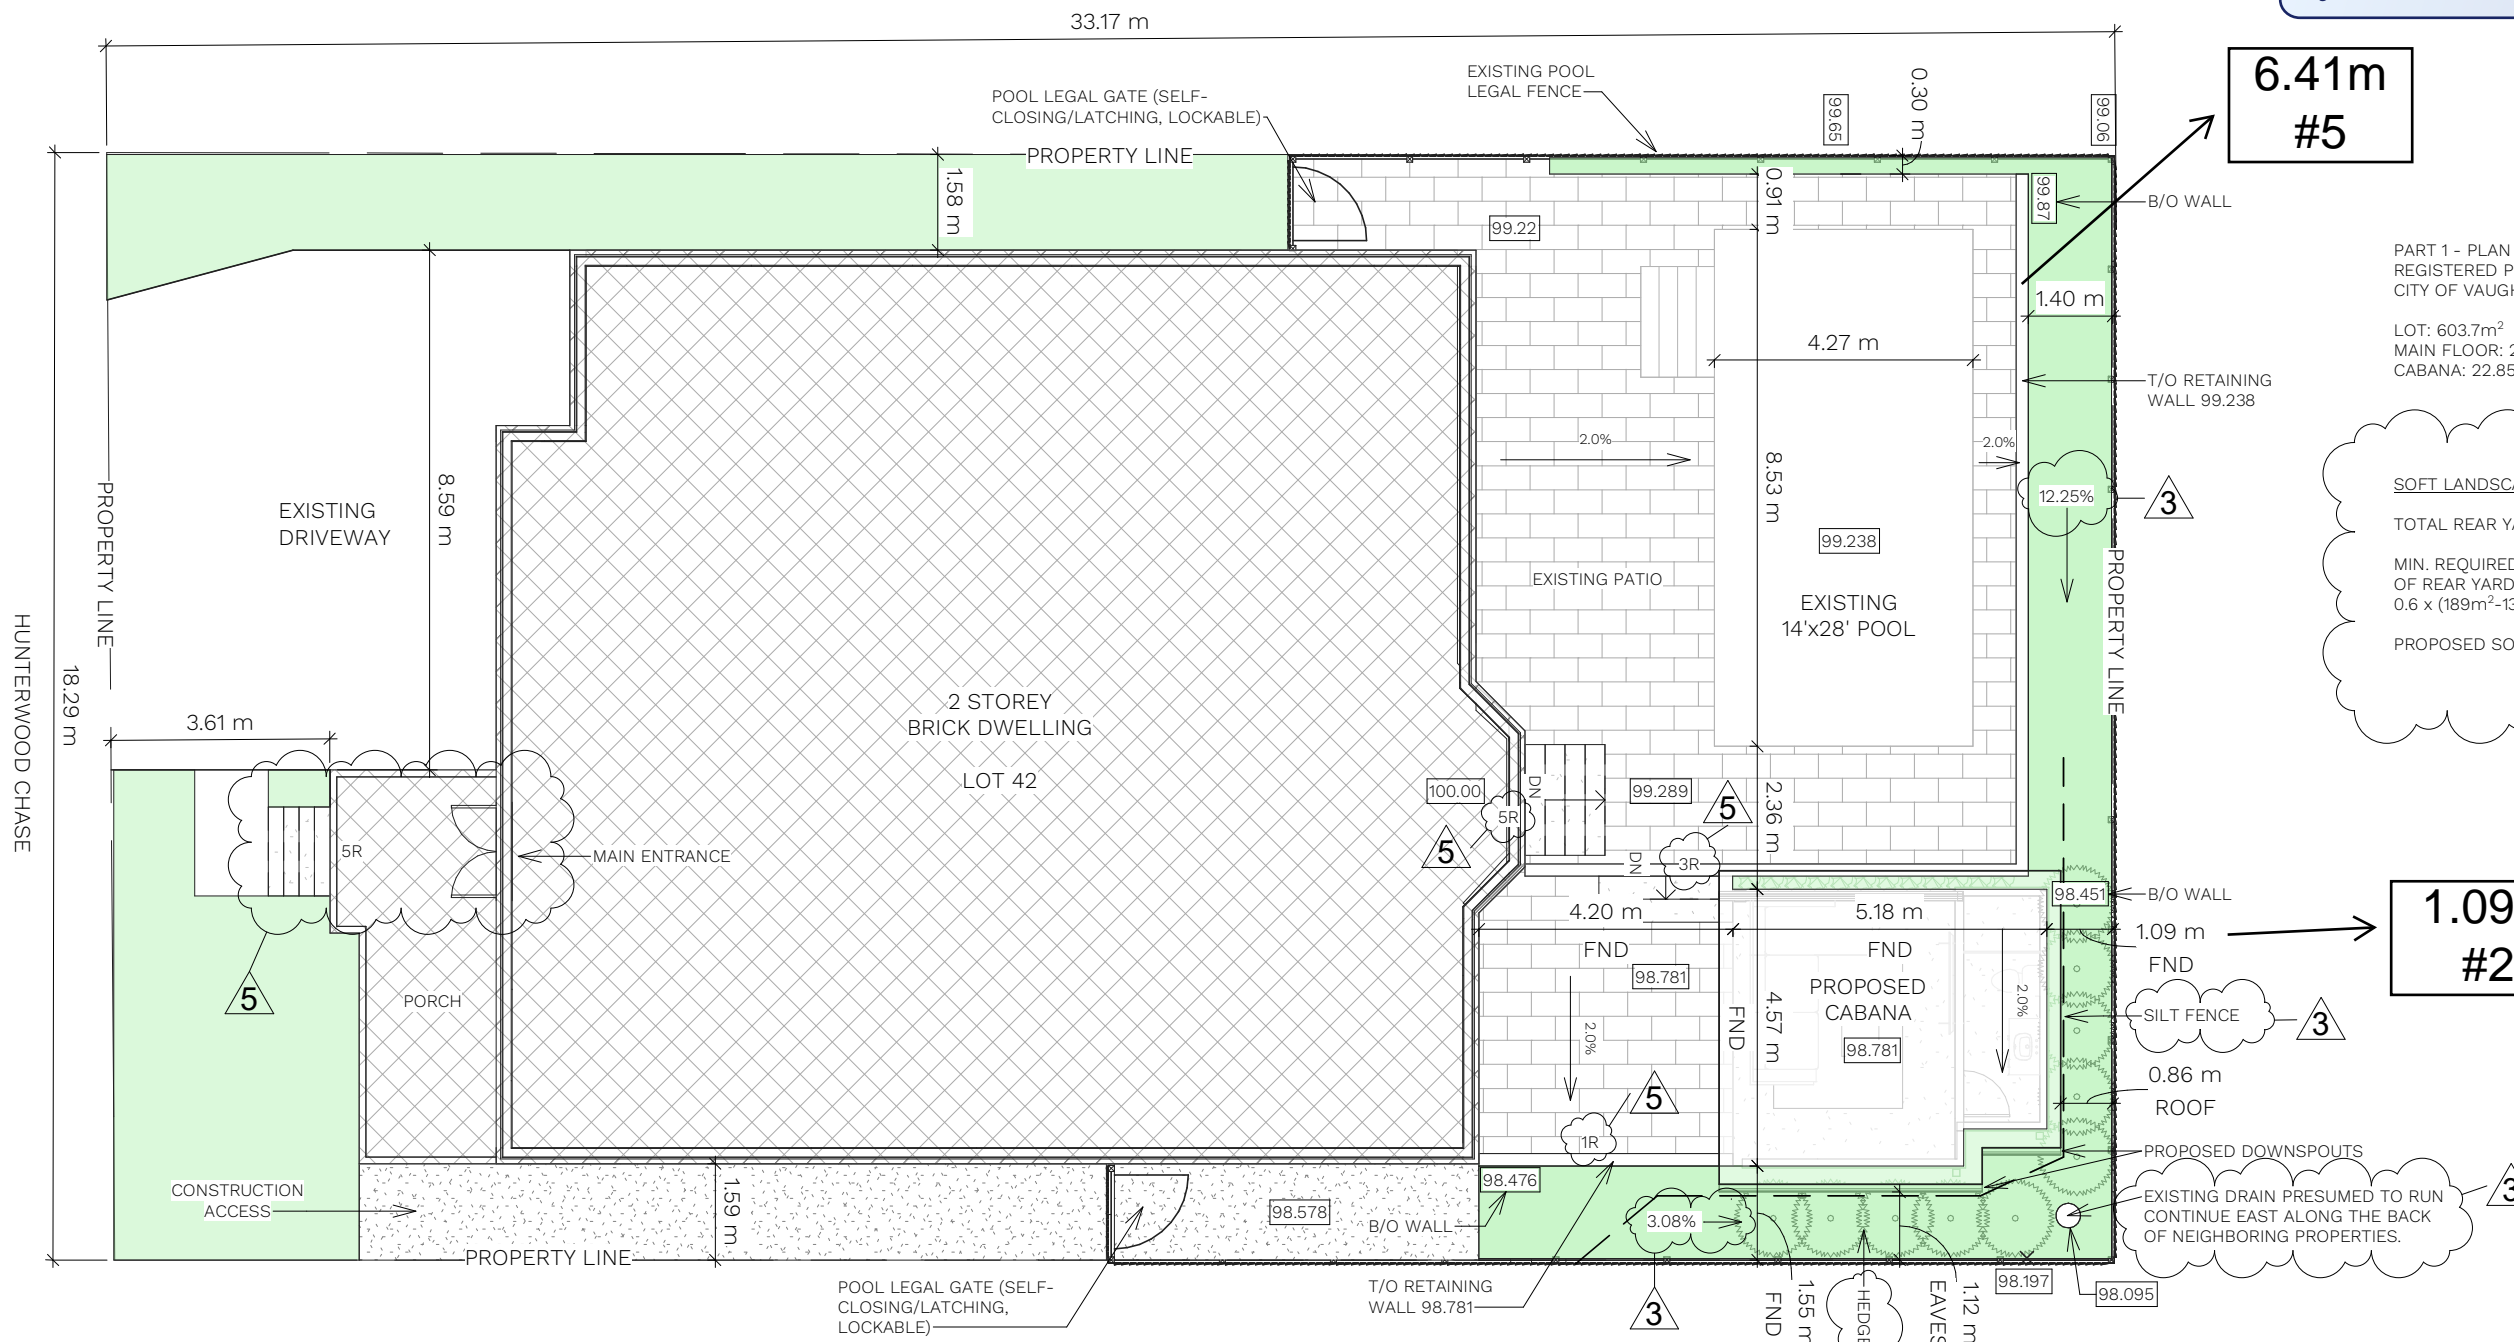 33.17 m
6.41m
#5
EXISTING POOL
LEGAL FENCE
POOL LEGAL GATE (SELF-
CLOSING/LATCHING, LOCKABLE)
PROPERTY LINE
0.30 m
99.65
99.06
1.58 m
0.91 m
99.22
99.87
B/O WALL
PART 1 - PLAN
REGISTERED P
CITY OF VAUGH
1.40 m
LOT: 603.7m²
MAIN FLOOR: 2
CABANA: 22.85
4.27 m
T/O RETAINING
WALL 99.238
2.0%
2.0%
8.53 m
12.25%
3
SOFT LANDSCA
TOTAL REAR YA
MIN. REQUIRED
OF REAR YARD
0.6 x (189m²-13
PROPOSED SO
PROPERTY LINE
EXISTING
DRIVEWAY
8.59 m
99.238
EXISTING PATIO
EXISTING
14'x28' POOL
PROPERTY LINE
HUNTERWOOD CHASE
18.29 m
3.61 m
2 STOREY
BRICK DWELLING
LOT 42
100.00
DN
5R
5
99.289
5
2.36 m
DN
3R
5R
MAIN ENTRANCE
5
PORCH
98.451
B/O WALL
1.09 m
FND
1.09
#2
4.20 m
FND
5.18 m
FND
98.781
PROPOSED
CABANA
98.781
FND
4.57 m
2.0%
2.0%
SILT FENCE
3
0.86 m
ROOF
5
1R
PROPOSED DOWNSPOUTS
EXISTING DRAIN PRESUMED TO RUN
CONTINUE EAST ALONG THE BACK
OF NEIGHBORING PROPERTIES.
3
CONSTRUCTION
ACCESS
1.59 m
98.578
98.476
B/O WALL
3.08%
PROPERTY LINE
POOL LEGAL GATE (SELF-
CLOSING/LATCHING,
LOCKABLE)
T/O RETAINING
WALL 98.781
3
1.55 m
FND
HEDGE
1.12 m
EAVES
98.197
98.095